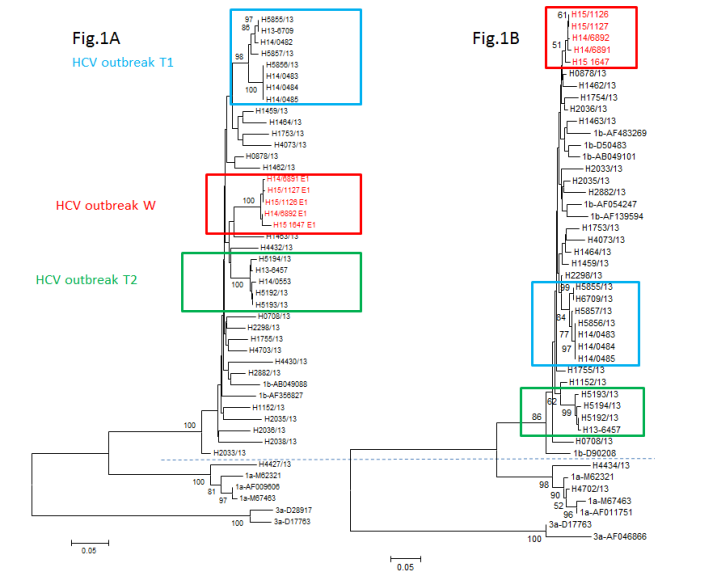 Fig.1A
HCV outbreak T1
HCV outbreak W
HCV outbreak T2
97
86
98
100
H5855/13
H13-6709
H14/0482
H5857/13
H5856/13
H14/0483
H14/0484
H14/0485
H1459/13
H1464/13
H1753/13
H4073/13
H0878/13
H1462/13
H14/6891 E1
H15/1127 E1
100
H15/1126 E1
H14/6892 E1
H15 1647 E1
H1463/13
H4432/13
H5194/13
H13-6457
100
H14/0553
H5192/13
H5193/13
H0708/13
H2298/13
H1755/13
H4703/13
H4430/13
H2882/13
1b-AB049088
1b-AF356827
H1152/13
H2035/13
100
H2036/13
H2038/13
H2033/13
H4427/13
100
1a-M62321
81
1a-AF009606
97
1a-M67463
3a-D28917
100
3a-D17763
0.05
Fig.1B
61
H15/1126
H15/1127
H14/6892
51
H14/6891
H15 1647
H0878/13
H1462/13
H1754/13
H2036/13
H1463/13
1b-AF483269
1b-D50483
1b-AB049101
H2033/13
H2035/13
H2882/13
1b-AF054247
1b-AF139594
H1753/13
H4073/13
H1464/13
H1459/13
H2298/13
99
H5855/13
H6709/13
84
H5857/13
H5856/13
77
H14/0483
97
H14/0484
H14/0485
H1755/13
H1152/13
62
H5193/13
99
H5194/13
86
H5192/13
H13-6457
H0708/13
1b-D90208
H4434/13
98
1a-M62321
90
H4702/13
52
1a-M67463
96
1a-AF011751
3a-D17763
100
3a-AF046866
0.05